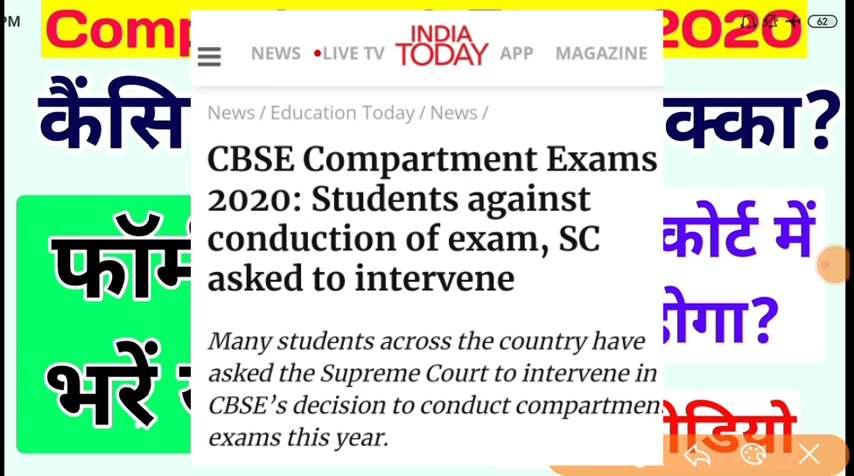 PM 2020 62
INDIA TODAY
NEWS LIVE TV APP MAGAZINE
कैंसि क्का?
News / Education Today / News /
CBSE Compartment Exams
2020: Students against
conduction of exam, SC
asked to intervene
फॉर्म कोर्ट में
होगा?
Many students across the country have
asked the Supreme Court to intervene in
CBSE's decision to conduct compartmen
exams this year.
भरें